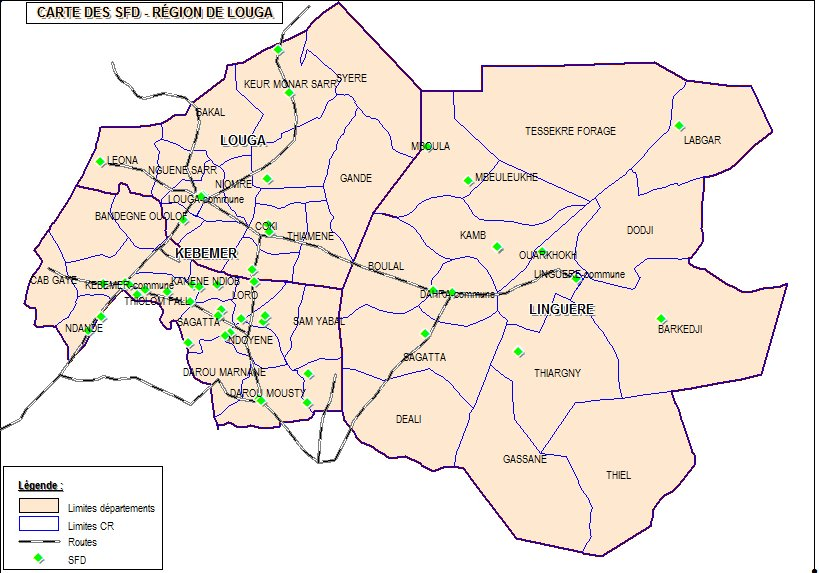 CARTE DES SFD - RÉGION DE LOUGA
SYERE
KEUR MONAR SARR
SAKAL
LOUGA
TESSEKRE FORAGE
LABGAR
MBOULA
LEONA
NGUENE SARR
NIOMRE
GANDE
MBEULEUKHE
LOUGA commune
BANDEGNE OUOLOF
COKI
THIAMENE
KAMB
DODJI
KEBEMER
OUARKHOKH
BOULAL
LINGUERE commune
CAB GAYE
KEBEMER commune
KANENE NDIOB
LORO
DAHRA commune
THIOLOM FALL
LINGUÈRE
NDANDE
SAGATTA
SAM YABAL
BARKEDJI
NDOYENE
SAGATTA
DAROU MARNANE
THIARGNY
DAROU MOUSTY
DEALI
GASSANE
THIEL
Légende :
Limites départements
Limites CR
Routes
SFD